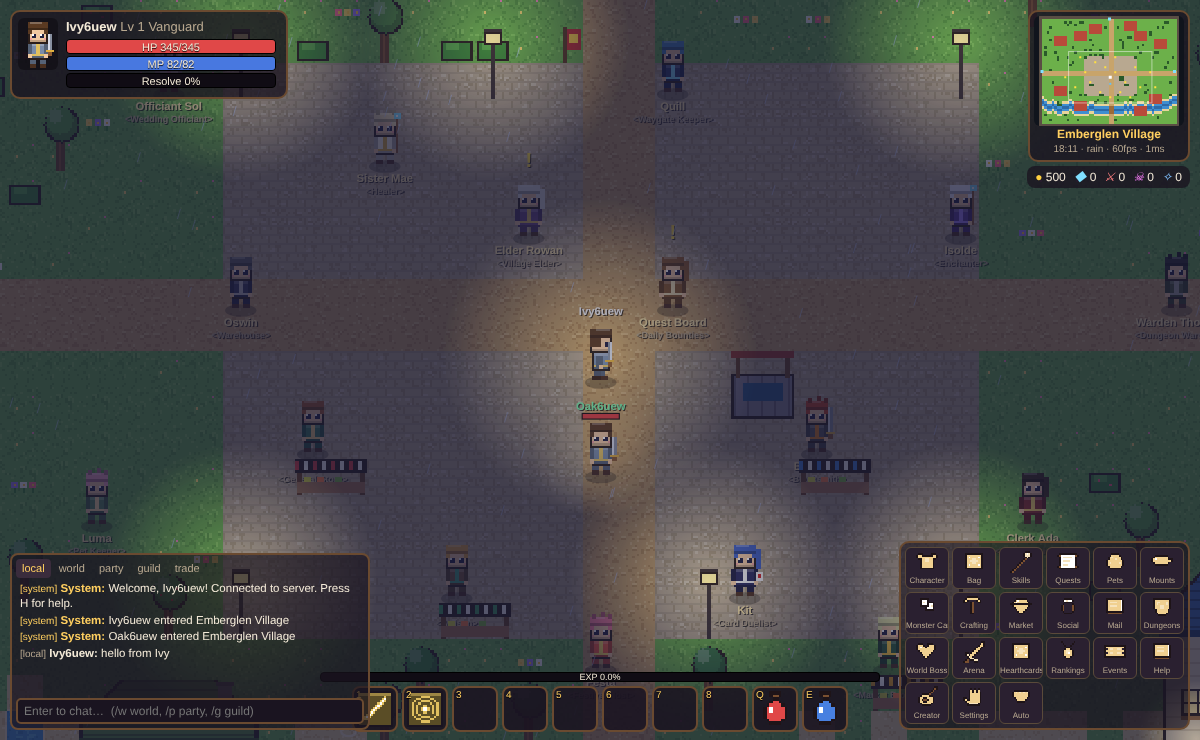 Ivy6uew Lv 1 Vanguard
HP 345/345
MP 82/82
Resolve 0%
Emberglen Village
18:11 · rain · 60fps · 1ms
500 0 0 0 0
Officiant Sol
<Wedding Officiant>
Quill
<Waygate Keeper>
Sister Mae
<Healer>
!
Elder Rowan
<Village Elder>
!
Isolde
<Enchanter>
Oswin
<Warehouse>
Ivy6uew
Quest Board
<Daily Bounties>
Warden Tho
<Dungeon War
Oak6uew
Luma
Clerk Ada
Kit
<Card Duelist>
local world party guild trade
[system] System: Welcome, Ivy6uew! Connected to server. Press
H for help.
[system] System: Ivy6uew entered Emberglen Village
[system] System: Oak6uew entered Emberglen Village
[local] Ivy6uew: hello from Ivy
Enter to chat… (/w world, /p party, /g guild)
EXP 0.0%
2 3 4 5 6 7 8 Q E
Character Bag Skills Quests Pets Mounts
Monster Ca Crafting Market Social Mail Dungeons
World Boss Arena Hearthcards Rankings Events Help
Creator Settings Auto